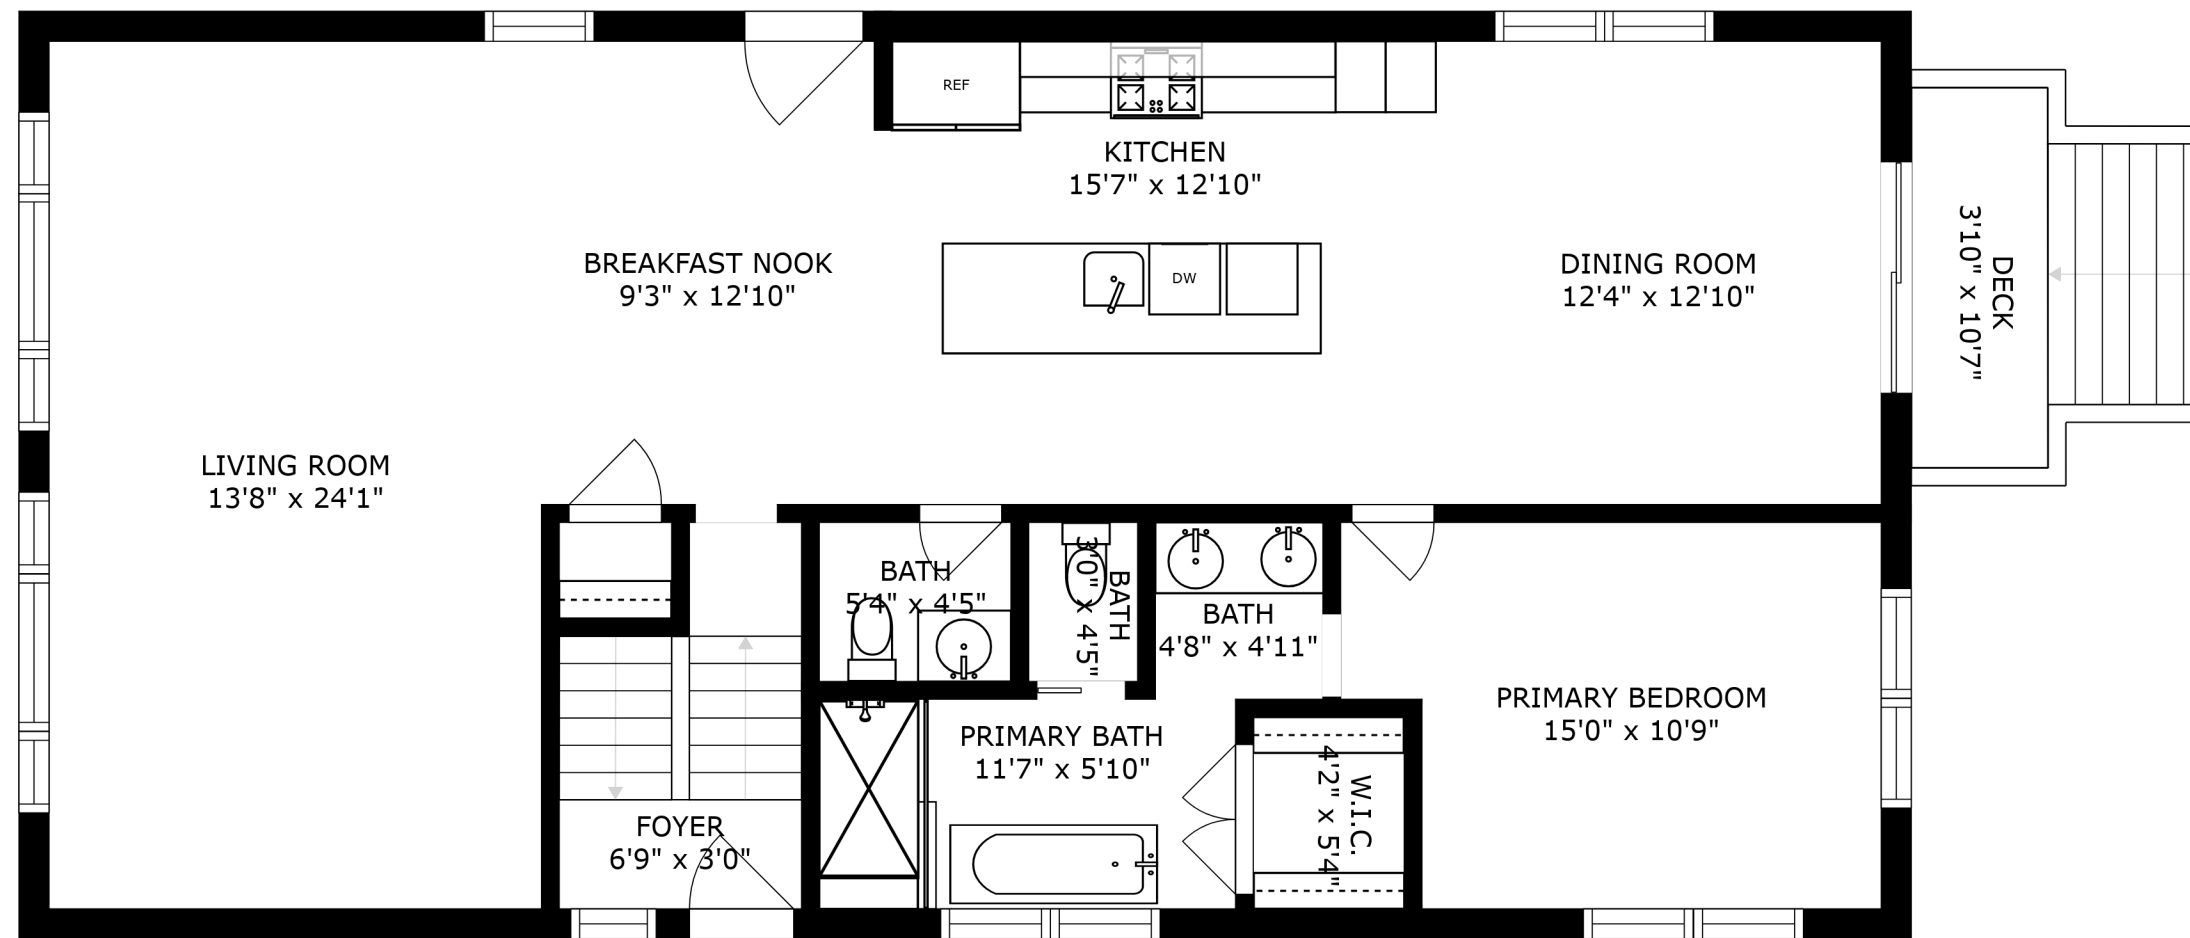 REF
KITCHEN
15'7" x 12'10"
BREAKFAST NOOK
9'3" x 12'10"
DW
DINING ROOM
12'4" x 12'10"
DECK
3'10" x 10'7"
LIVING ROOM
13'8" x 24'1"
BATH
5'4" x 4'5"
BATH
3'0" x 4'5"
BATH
4'8" x 4'11"
PRIMARY BEDROOM
15'0" x 10'9"
PRIMARY BATH
11'7" x 5'10"
W.I.C.
4'2" x 5'4"
FOYER
6'9" x 3'0"